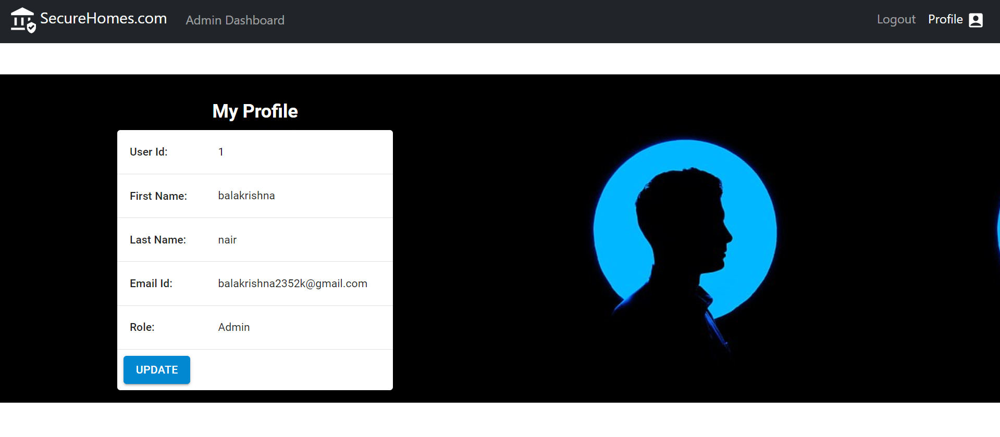 SecureHomes.com Admin Dashboard Logout Profile
My Profile
User Id: 1
First Name: balakrishna
Last Name: nair
Email Id: balakrishna2352k@gmail.com
Role: Admin
UPDATE